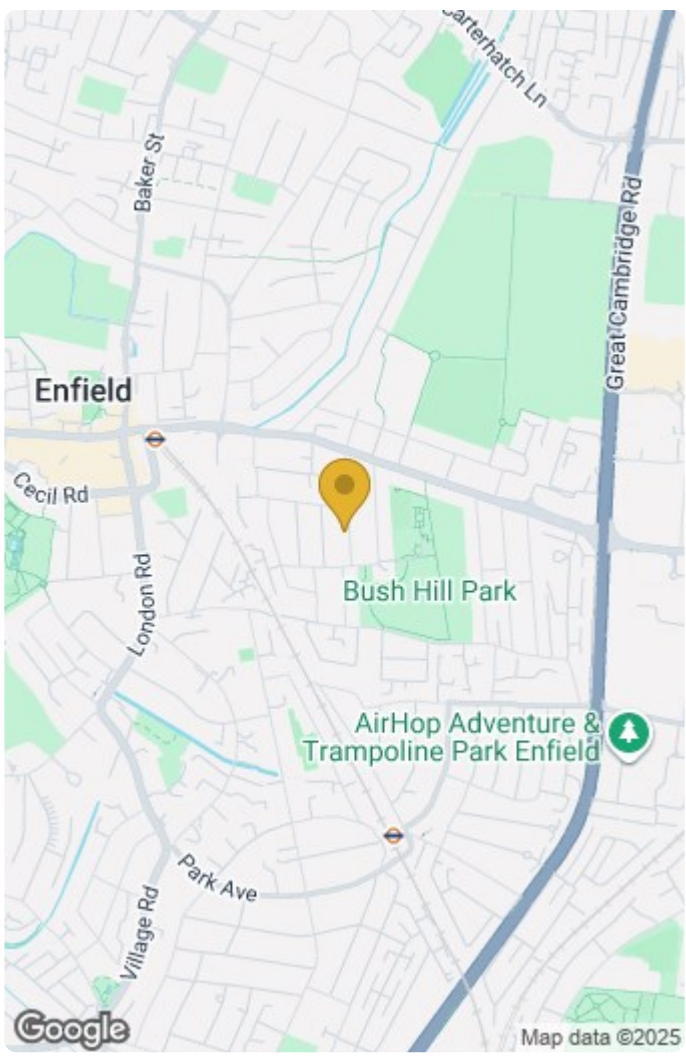 Carterhatch Ln
Baker St
Great Cambridge Rd
Enfield
Cecil Rd
London Rd
Bush Hill Park
AirHop Adventure &
Trampoline Park Enfield
Park Ave
Village Rd
Google
Map data ©2025